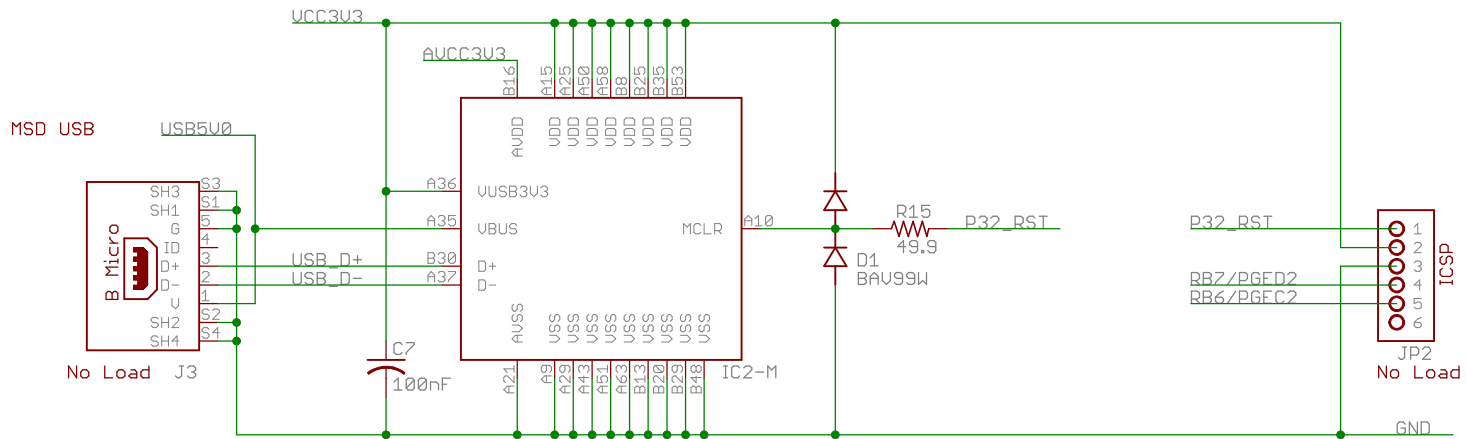 VCC3V3
AVCC3V3
B16 A15 A25 A50 A58 B8 B25 B35 B53
MSD USB
USB5V0
AVDD VDD VDD VDD VDD VDD VDD VDD VDD
SH3 S3
A36 VUSB3V3
SH1 S1
G 5
A35 VBUS
MCLR A10
R15
49.9
P32_RST
P32_RST
1
ID 4
2
B Micro
D+ 3
USB_D+
B30 D+
D1
BAV99W
3
ICSP
D- 2
USB_D-
A37 D-
RB7/PGED2
4
V 1
RB6/PGEC2
5
SH2 S2
6
SH4 S4
AVSS VSS VSS VSS VSS VSS VSS VSS VSS VSS
C7
100nF
JP2
No Load
No Load J3
A21 A9 A29 A43 A51 A63 B13 B20 B29 B48
IC2-M
GND